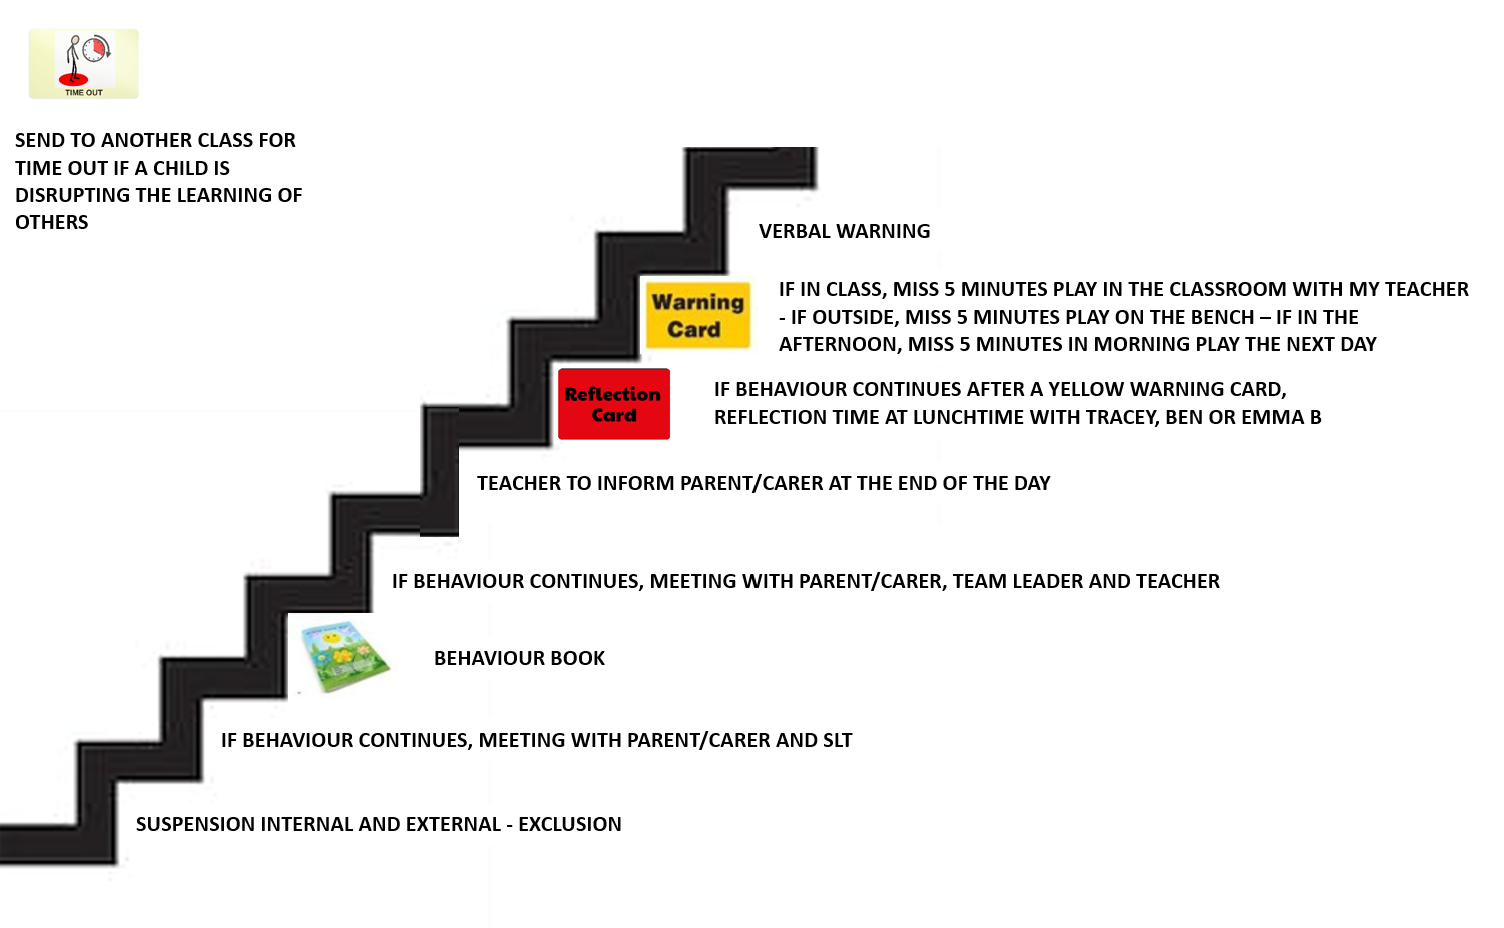 TIME OUT
SEND TO ANOTHER CLASS FOR
TIME OUT IF A CHILD IS
DISRUPTING THE LEARNING OF
OTHERS
VERBAL WARNING
Warning
Card
IF IN CLASS, MISS 5 MINUTES PLAY IN THE CLASSROOM WITH MY TEACHER
- IF OUTSIDE, MISS 5 MINUTES PLAY ON THE BENCH – IF IN THE
AFTERNOON, MISS 5 MINUTES IN MORNING PLAY THE NEXT DAY
Reflection
Card
IF BEHAVIOUR CONTINUES AFTER A YELLOW WARNING CARD,
REFLECTION TIME AT LUNCHTIME WITH TRACEY, BEN OR EMMA B
TEACHER TO INFORM PARENT/CARER AT THE END OF THE DAY
IF BEHAVIOUR CONTINUES, MEETING WITH PARENT/CARER, TEAM LEADER AND TEACHER
BEHAVIOUR BOOK
IF BEHAVIOUR CONTINUES, MEETING WITH PARENT/CARER AND SLT
SUSPENSION INTERNAL AND EXTERNAL - EXCLUSION